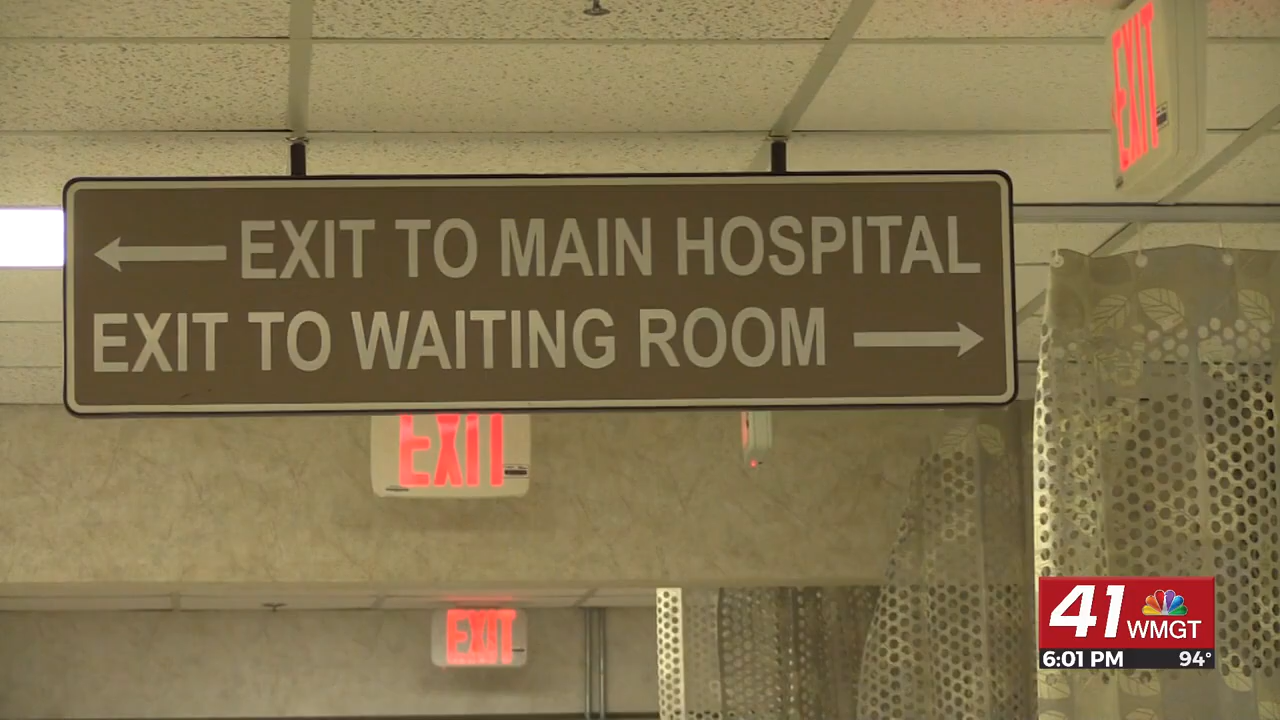 EXIT
EXIT TO MAIN HOSPITAL
EXIT TO WAITING ROOM
EXIT
EXIT
41
WMGT
6:01 PM 94°